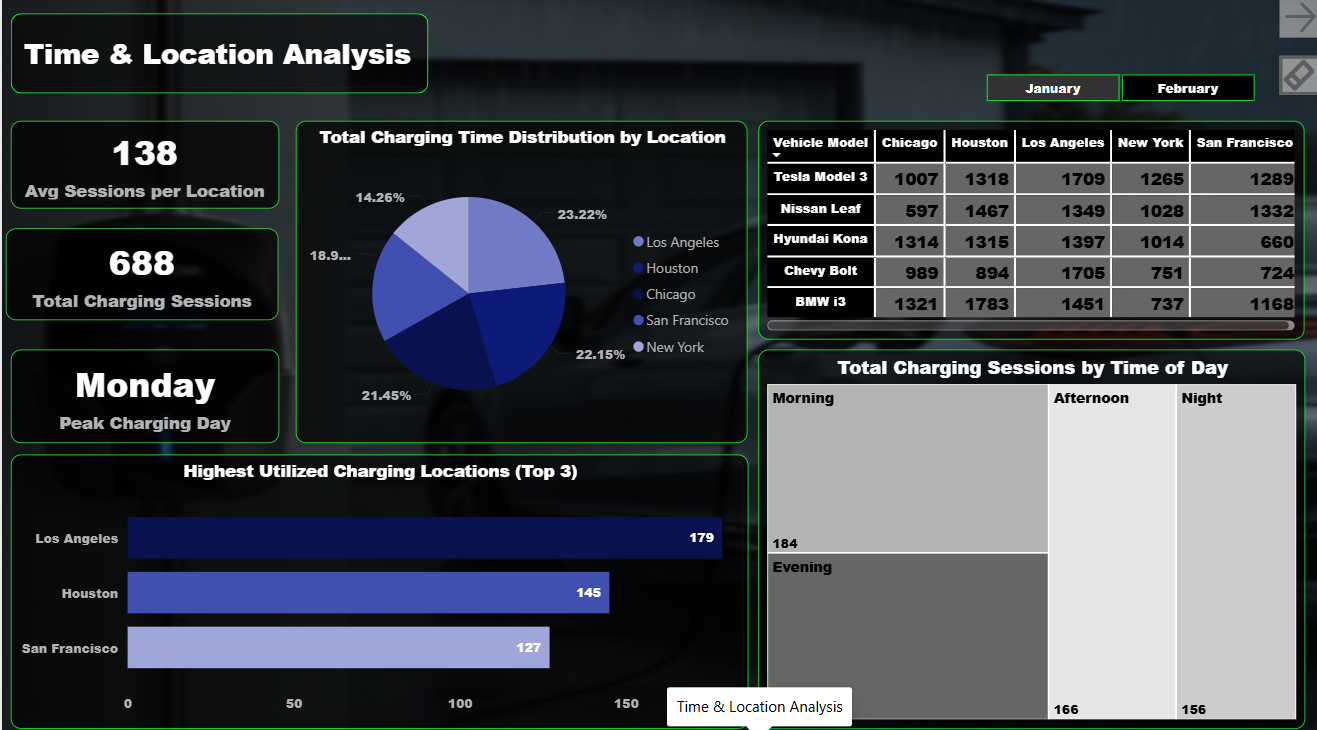 Time & Location Analysis
January
February
138
Avg Sessions per Location
688
Total Charging Sessions
Monday
Peak Charging Day
Total Charging Time Distribution by Location
14.26%
23.22%
18.9...
22.15%
21.45%
Los Angeles
Houston
Chicago
San Francisco
New York
Vehicle Model Chicago Houston Los Angeles New York San Francisco
Tesla Model 3 1007 1318 1709 1265 1289
Nissan Leaf 597 1467 1349 1028 1332
Hyundai Kona 1314 1315 1397 1014 660
Chevy Bolt 989 894 1705 751 724
BMW i3 1321 1783 1451 737 1168
Highest Utilized Charging Locations (Top 3)
Los Angeles 179
Houston 145
San Francisco 127
0 50 100 150
Total Charging Sessions by Time of Day
Morning
184
Evening
Afternoon
166
Night
156
Time & Location Analysis